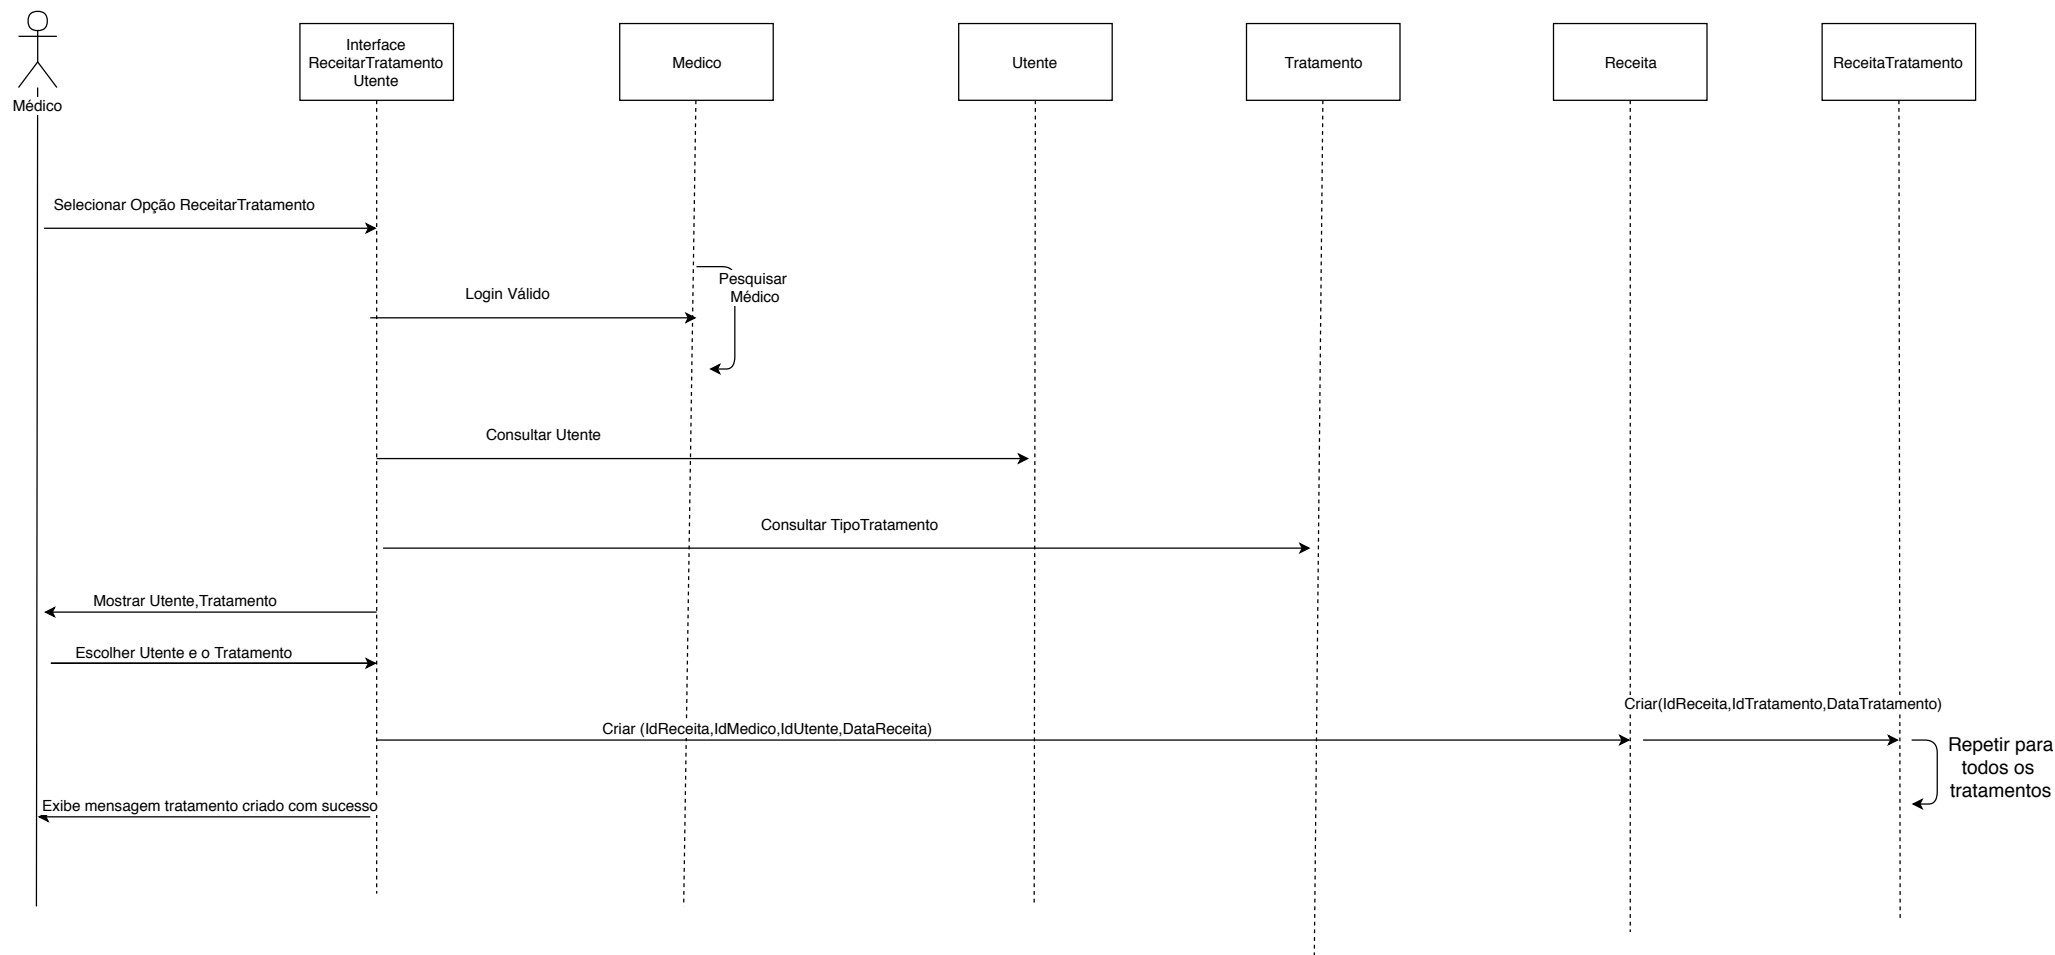 Médico
Interface
ReceitarTratamento
Utente
Medico
Utente
Tratamento
Receita
ReceitaTratamento
Selecionar Opção ReceitarTratamento
Pesquisar
Médico
Login Válido
Consultar Utente
Consultar TipoTratamento
Mostrar Utente,Tratamento
Escolher Utente e o Tratamento
Criar(IdReceita,IdTratamento,DataTratamento)
Criar (IdReceita,IdMedico,IdUtente,DataReceita)
Repetir para
todos os
tratamentos
Exibe mensagem tratamento criado com sucesso